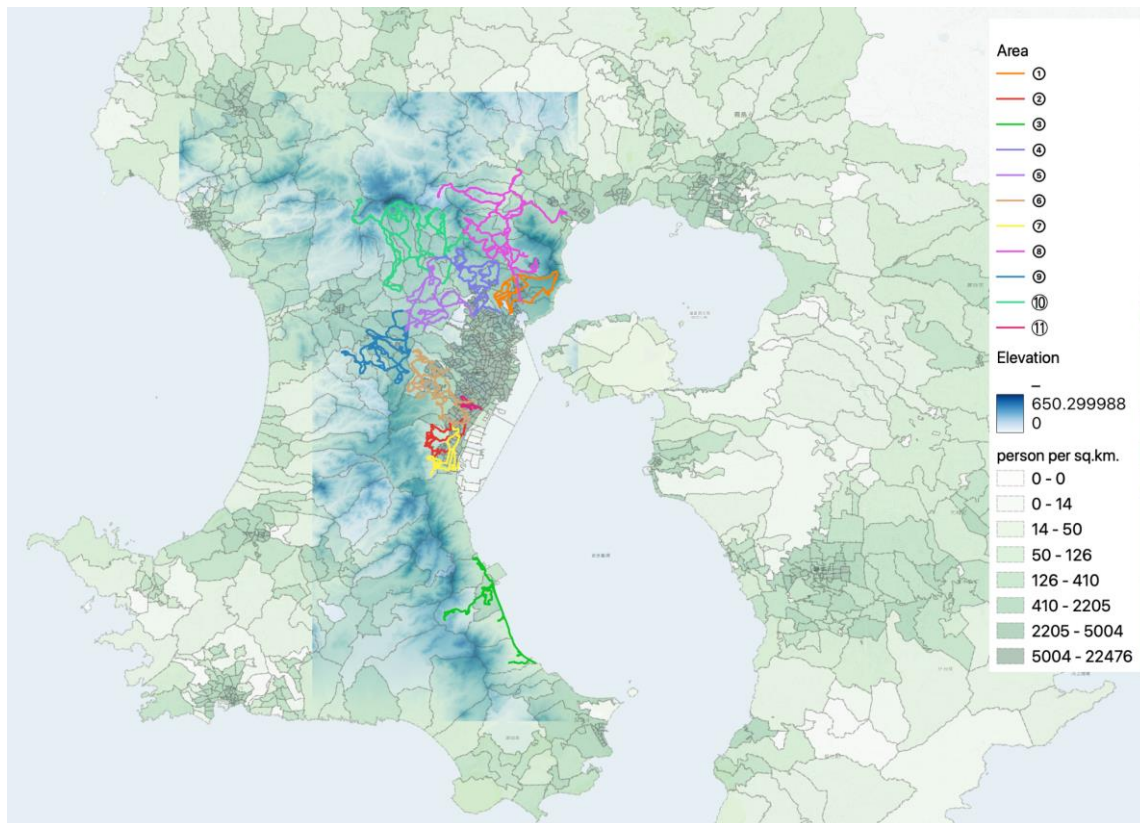 Area
①
②
③
④
⑤
⑥
⑦
⑧
⑨
⑩
⑪
Elevation
–
650.299988
0
person per sq.km.
0 - 0
0 - 14
14 - 50
50 - 126
126 - 410
410 - 2205
2205 - 5004
5004 - 22476